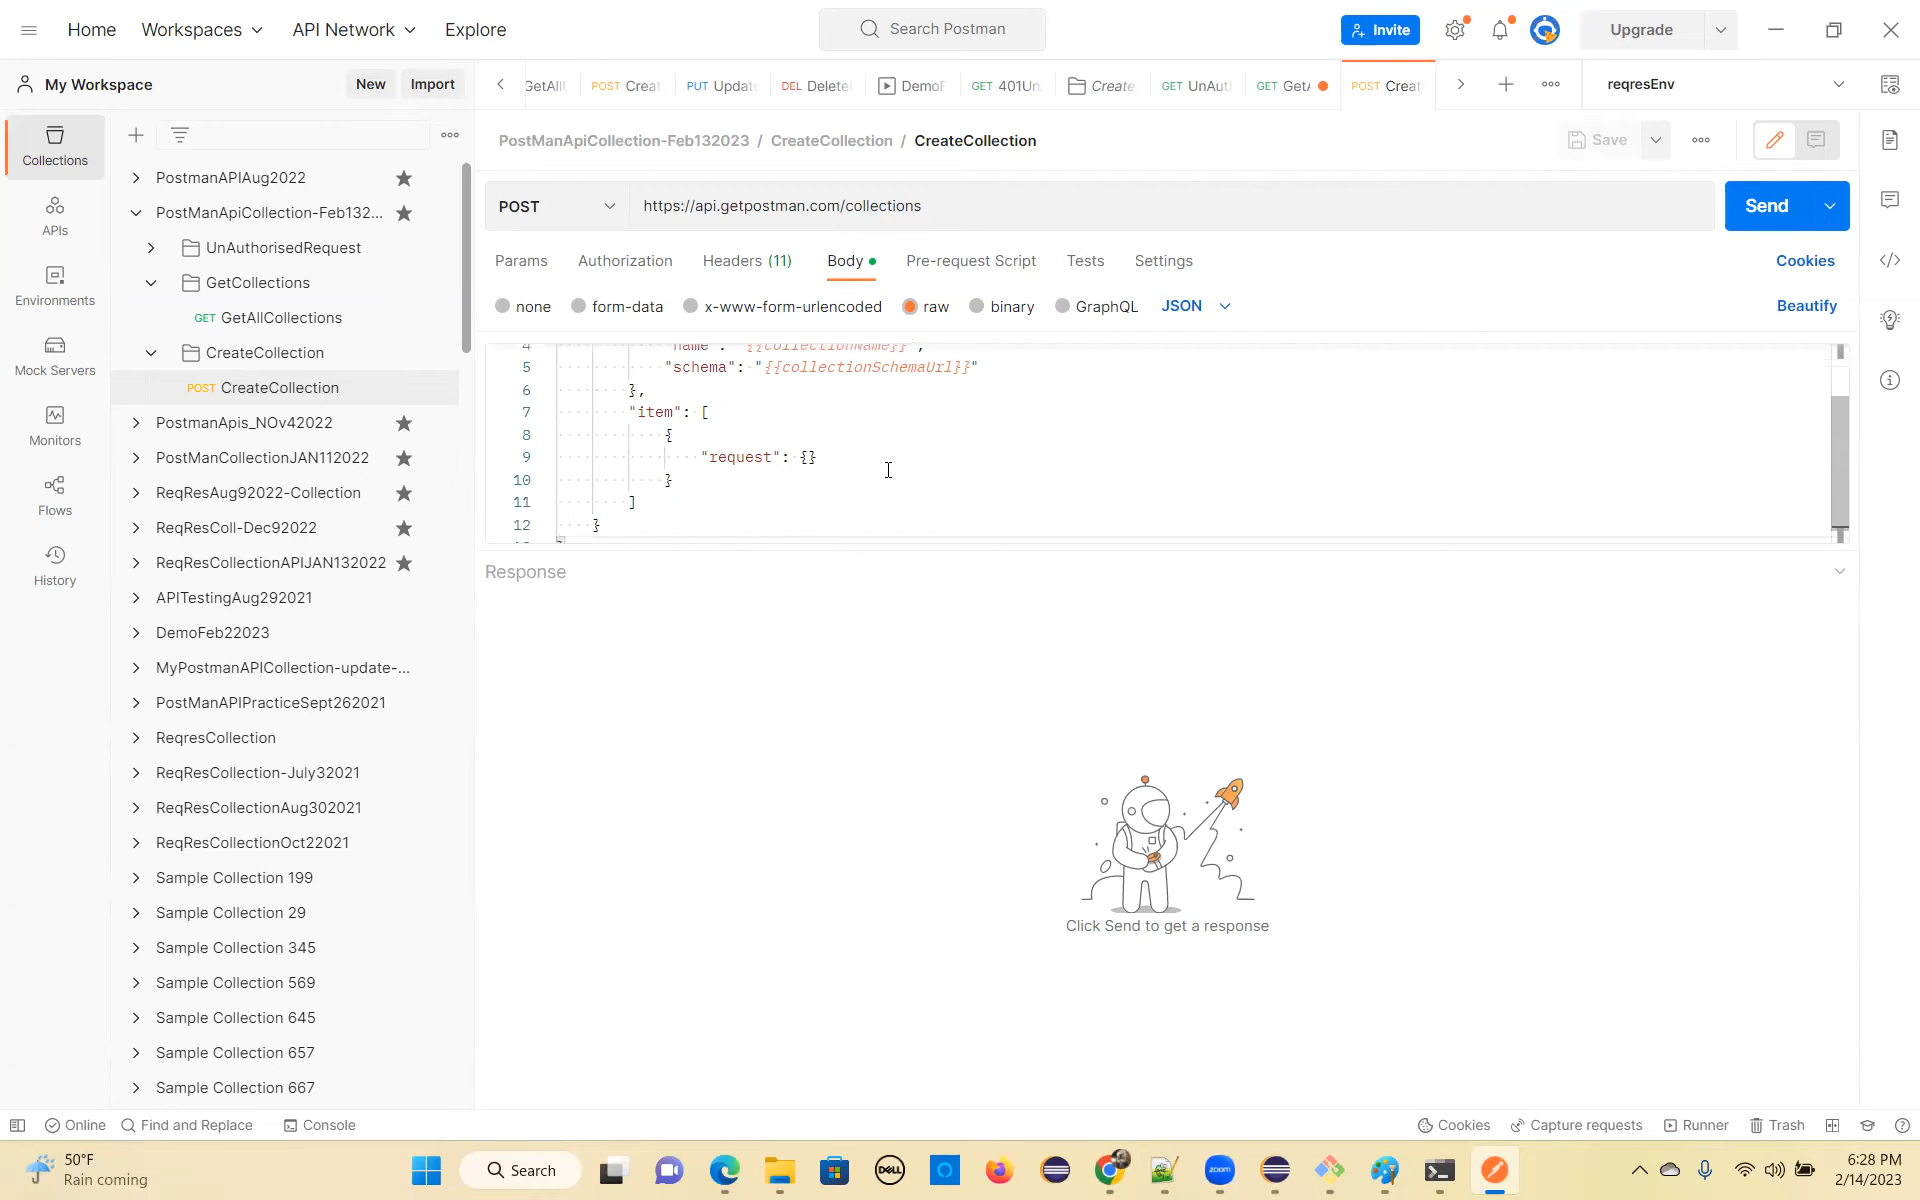 Home Workspaces API Network Explore Search Postman Invite Upgrade
My Workspace New Import GetAllU POST Creat PUT Update DEL Delete DemoF GET 401Un Create GET UnAut GET GetA POST Creat reqresEnv
Collections
APIs
Environments
Mock Servers
Monitors
Flows
History
PostmanAPIAug2022
PostManApiCollection-Feb132...
UnAuthorisedRequest
GetCollections
GET GetAllCollections
CreateCollection
POST CreateCollection
PostmanApis_NOv42022
PostManCollectionJAN112022
ReqResAug92022-Collection
ReqResColl-Dec92022
ReqResCollectionAPIJAN132022
APITestingAug292021
DemoFeb22023
MyPostmanAPICollection-update-...
PostManAPIPracticeSept262021
ReqresCollection
ReqResCollection-July32021
ReqResCollectionAug302021
ReqResCollectionOct22021
Sample Collection 199
Sample Collection 29
Sample Collection 345
Sample Collection 569
Sample Collection 645
Sample Collection 657
Sample Collection 667
PostManApiCollection-Feb132023 / CreateCollection / CreateCollection Save
POST https://api.getpostman.com/collections Send
Params Authorization Headers (11) Body Pre-request Script Tests Settings Cookies
none form-data x-www-form-urlencoded raw binary GraphQL JSON Beautify
4 "name": "{{collectionName}}",
5 "schema": "{{collectionSchemaUrl}}"
6 },
7 "item": [
8 {
9 "request": {}
10 }
11 ]
12 }
Response
Click Send to get a response
Online Find and Replace Console Cookies Capture requests Runner Trash
50°F
Rain coming
Search
DELL
zoom
6:28 PM
2/14/2023